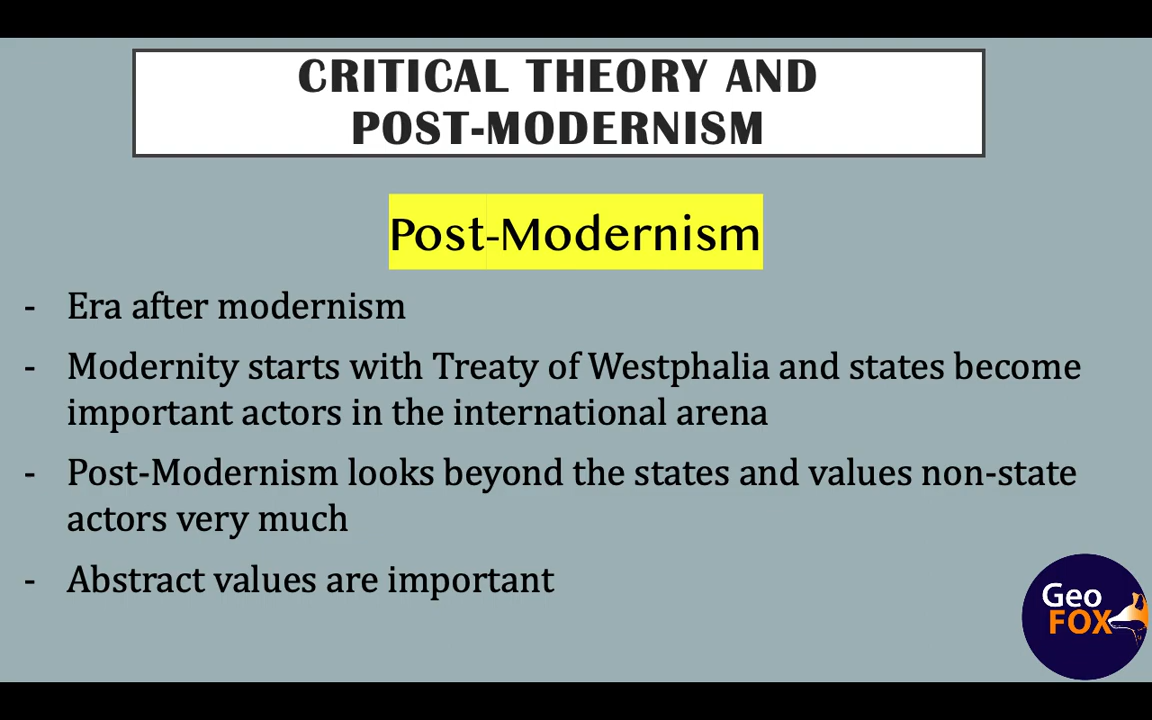 CRITICAL THEORY AND
POST-MODERNISM
Post-Modernism
- Era after modernism
- Modernity starts with Treaty of Westphalia and states become
important actors in the international arena
- Post-Modernism looks beyond the states and values non-state
actors very much
- Abstract values are important
Geo
FOX